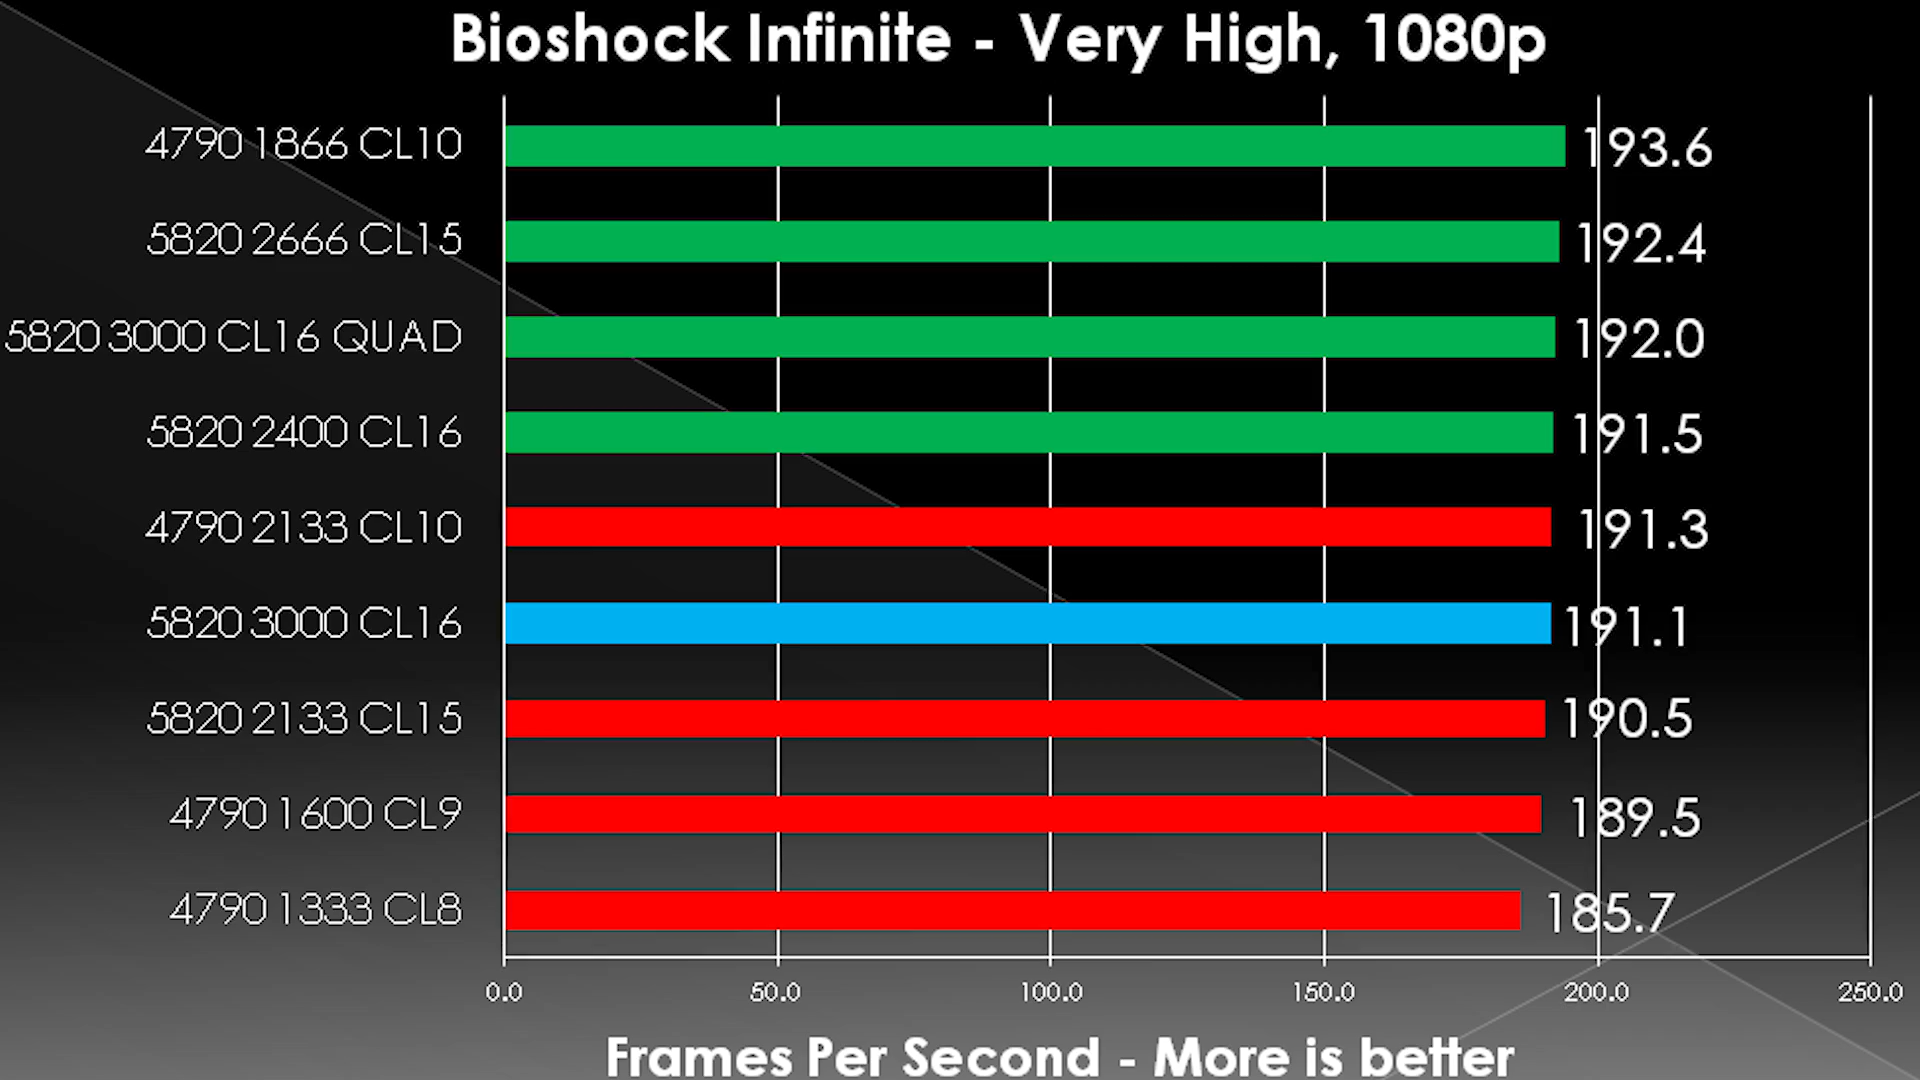 Bioshock Infinite - Very High, 1080p
4790 1866 CL10 193.6
5820 2666 CL15 192.4
5820 3000 CL16 QUAD 192.0
5820 2400 CL16 191.5
4790 2133 CL10 191.3
5820 3000 CL16 191.1
5820 2133 CL15 190.5
4790 1600 CL9 189.5
4790 1333 CL8 185.7
0.0 50.0 100.0 150.0 200.0 250.0
Frames Per Second - More is better